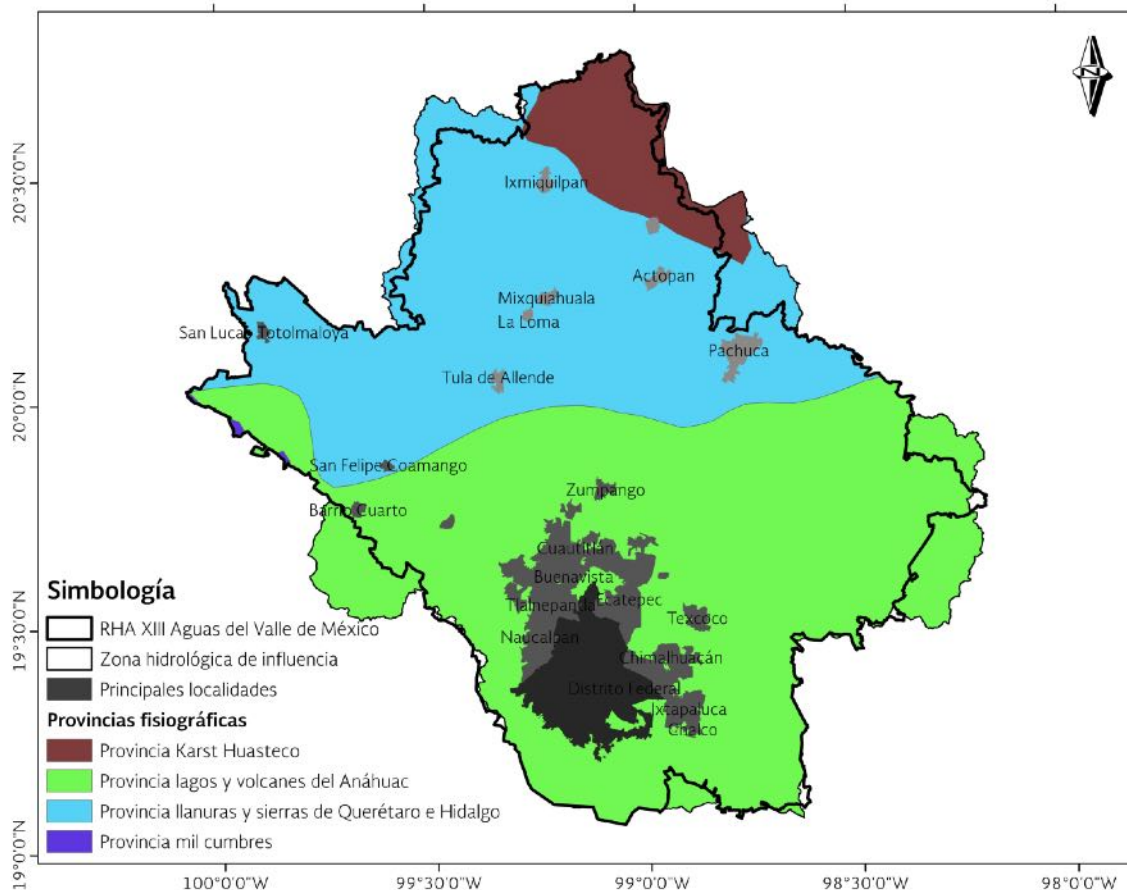 N
20°30'0"N
20°0'0"N
19°30'0"N
19°0'0"N
Ixmiquilpan
Actopan
Mixquiahuala
La Loma
San Lucas Totolmaloya
Pachuca
Tula de Allende
San Felipe Coamango
Zumpango
Barrio Cuarto
Cuautitlán
Buenavista
Tlalnepantla
Ecatepec
Texcoco
Naucalpan
Chimalhuacán
Distrito Federal
Ixtapaluca
Chalco
Simbología
RHA XIII Aguas del Valle de México
Zona hidrológica de influencia
Principales localidades
Provincias fisiográficas
Provincia Karst Huasteco
Provincia lagos y volcanes del Anáhuac
Provincia llanuras y sierras de Querétaro e Hidalgo
Provincia mil cumbres
100°0'0"W
99°30'0"W
99°0'0"W
98°30'0"W
98°0'0"W